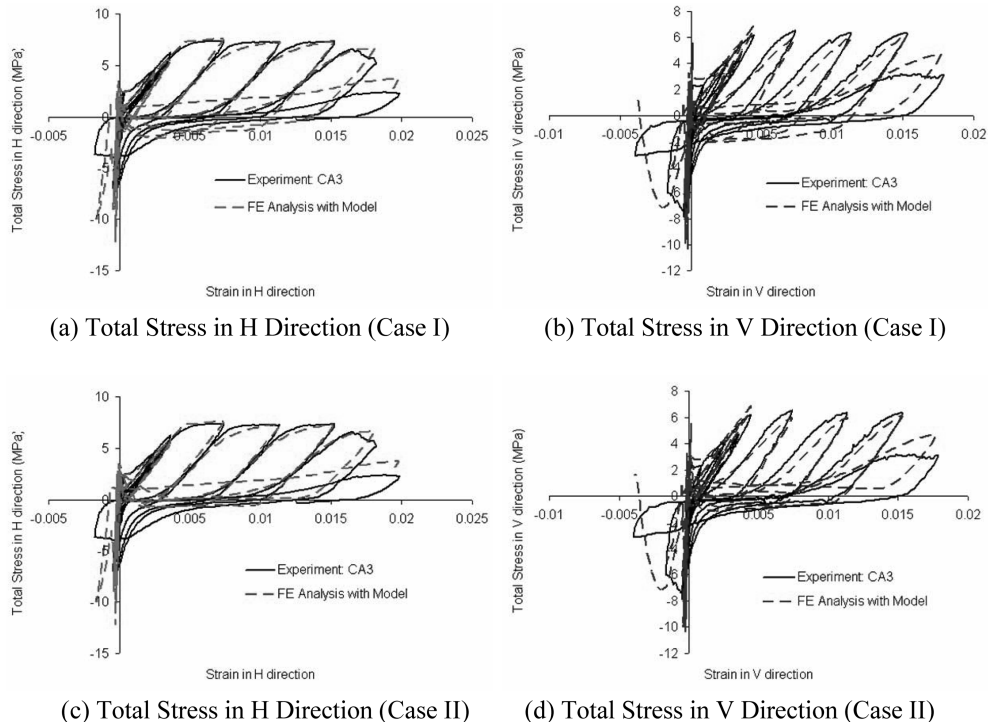 10
5
0
-5
-10
-15
-0.005
0.005
0.01
0.015
0.02
0.025
Total Stress in H direction (MPa)
Experiment: CA3
FE Analysis with Model
Strain in H direction
8
6
4
2
0
-2
-4
-6
-8
-10
-12
-0.01
-0.005
0.005
0.01
0.015
0.02
Total Stress in V direction (MPa)
Experiment: CA3
FE Analysis with Model
Strain in V direction
(a) Total Stress in H Direction (Case I)
(b) Total Stress in V Direction (Case I)
10
5
0
-5
-10
-15
-0.005
0.005
0.01
0.015
0.02
0.025
Total Stress in H direction (MPa)
Experiment: CA3
FE Analysis with Model
Strain in H direction
8
6
4
2
0
-2
-4
-6
-8
-10
-12
-0.01
-0.005
0.005
0.01
0.015
0.02
Total Stress in V direction (MPa)
Experiment: CA3
FE Analysis with Model
Strain in V direction
(c) Total Stress in H Direction (Case II)
(d) Total Stress in V Direction (Case II)